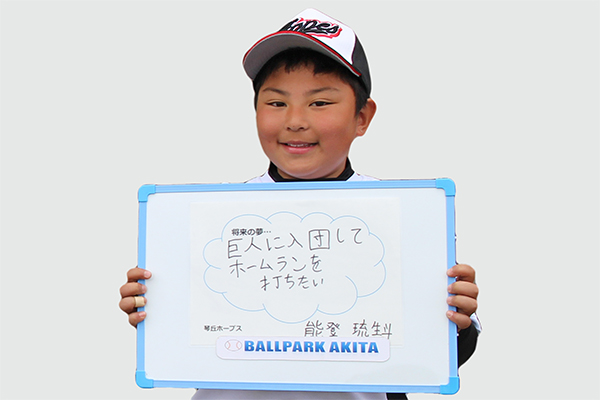 HOPES
将来の夢…
巨人に入団して
ホームランを
打ちたい
琴丘ホープス
能登 琉
BALLPARK AKITA